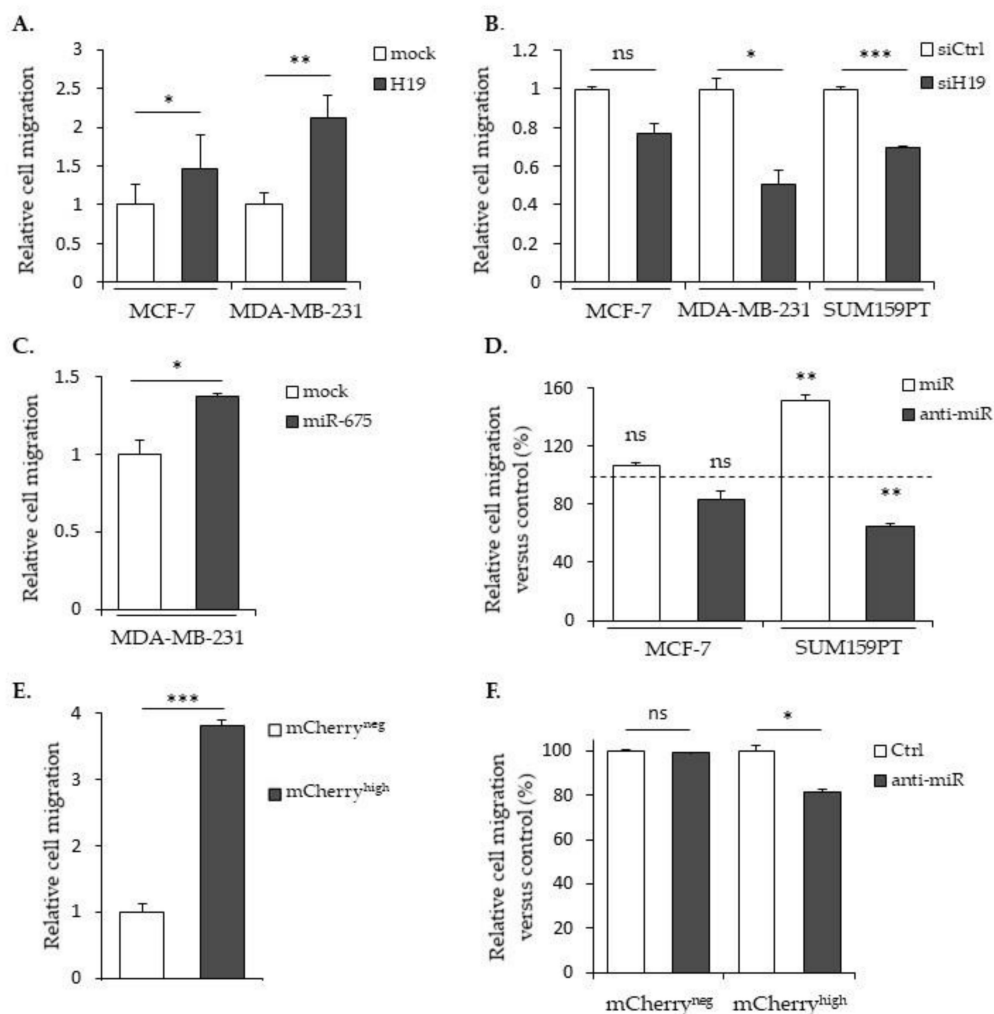 A.
Relative cell migration
3
2.5
2
1.5
1
0.5
0
*
**
mock
H19
MCF-7 MDA-MB-231
B.
Relative cell migration
1.2
1
0.8
0.6
0.4
0.2
0
ns
*
***
siCtrl
siH19
MCF-7 MDA-MB-231 SUM159PT
C.
Relative cell migration
1.5
1
0.5
0
*
mock
miR-675
MDA-MB-231
D.
Relative cell migration
versus control (%)
160
120
80
40
0
ns
ns
**
**
miR
anti-miR
MCF-7 SUM159PT
E.
Relative cell migration
4
3
2
1
0
***
mCherryneg
mCherryhigh
F.
Relative cell migration
versus control (%)
100
80
60
40
20
0
ns
*
Ctrl
anti-miR
mCherryneg mCherryhigh